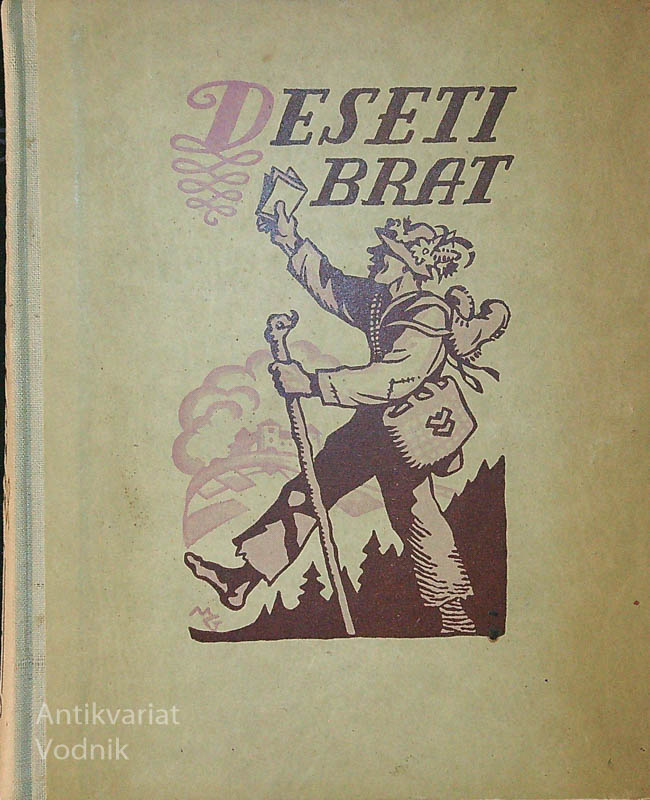 DESETI
BRAT
Antikvariat
Vodnik